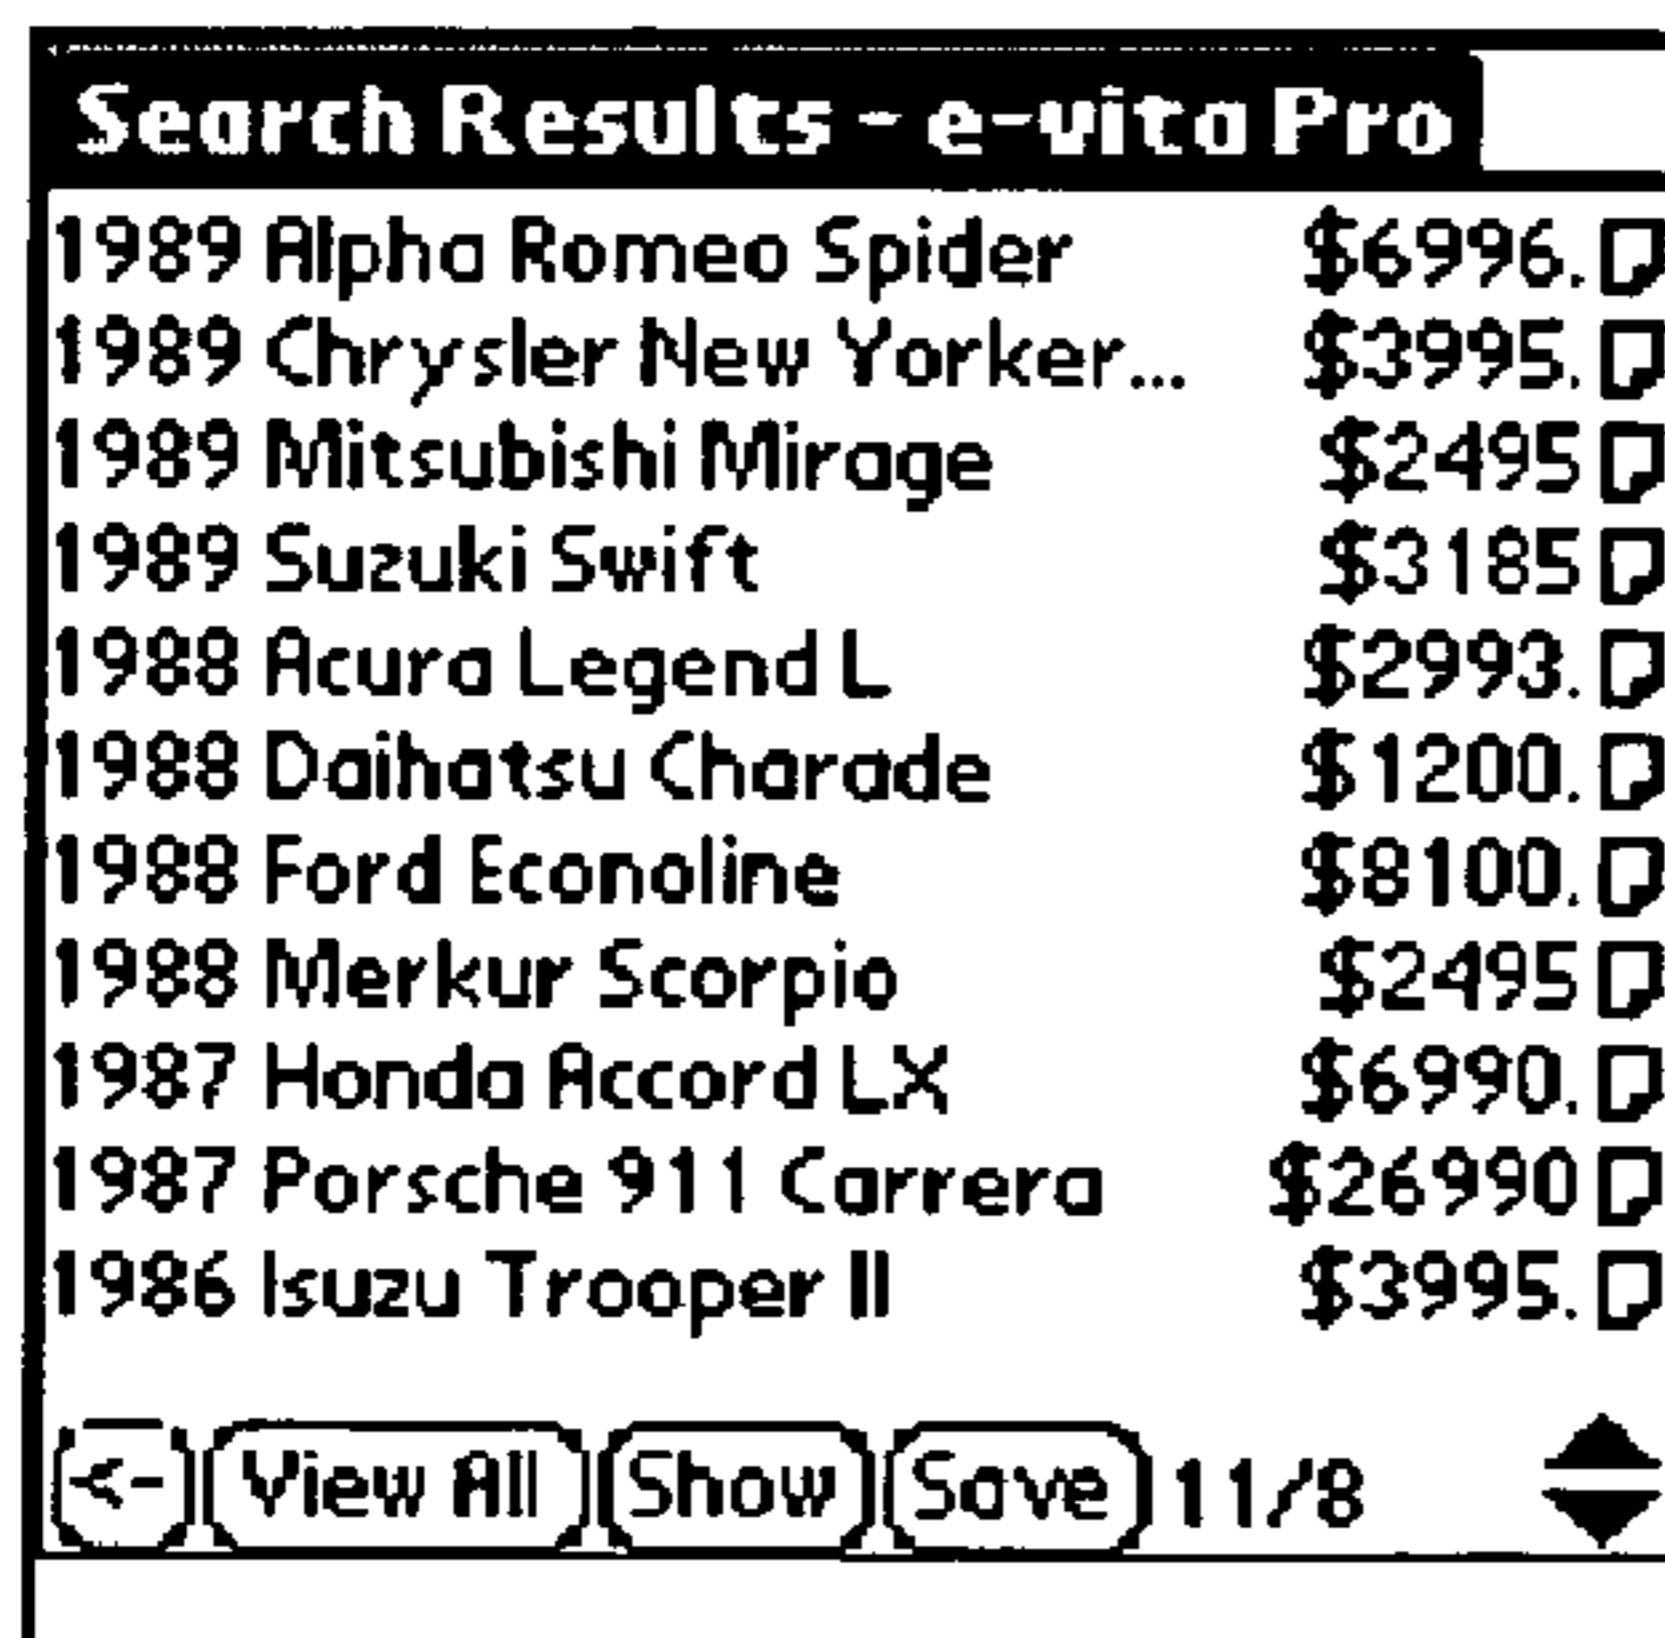 Search Results - e-vita Pro
1989 Alpha Romeo Spider $6996.
1989 Chrysler New Yorker... $3995.
1989 Mitsubishi Mirage $2495
1989 Suzuki Swift $3185
1988 Acura Legend L $2993.
1988 Daihatsu Charade $1200.
1988 Ford Econoline $8100.
1988 Merkur Scorpio $2495
1987 Honda Accord LX $6990.
1987 Porsche 911 Carrera $26990
1986 Isuzu Trooper II $3995.
<- View All Show Save 11/8